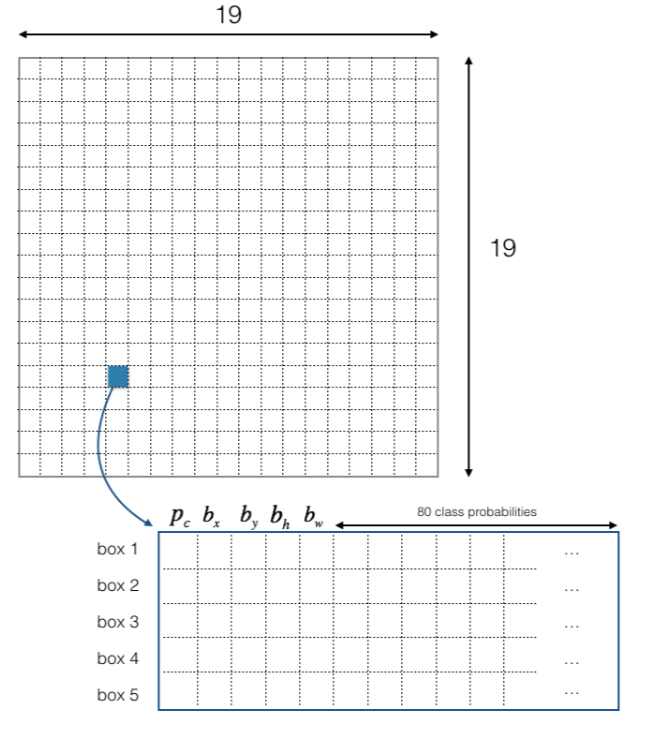 19
19
p_c b_x b_y b_h b_w 80 class probabilities
box 1 ...
box 2 ...
box 3 ...
box 4 ...
box 5 ...